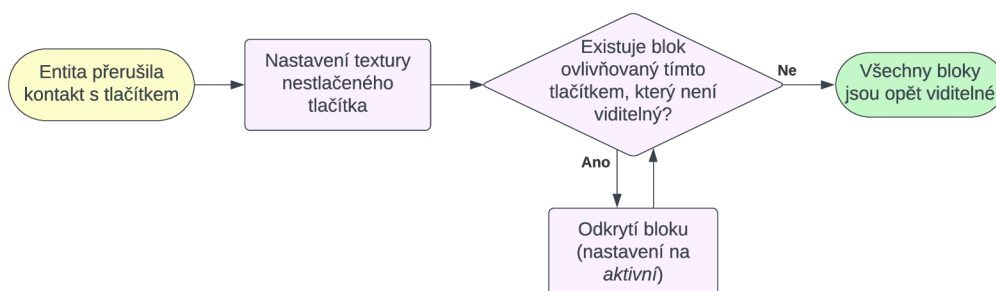 Entita přerušila
kontakt s tlačítkem
Nastavení textury
nestlačeného
tlačítka
Existuje blok
ovlivňovaný tímto
tlačítkem, který není
viditelný?
Ne
Všechny bloky
jsou opět viditelné
Ano
Odkrytí bloku
(nastavení na
aktivní)